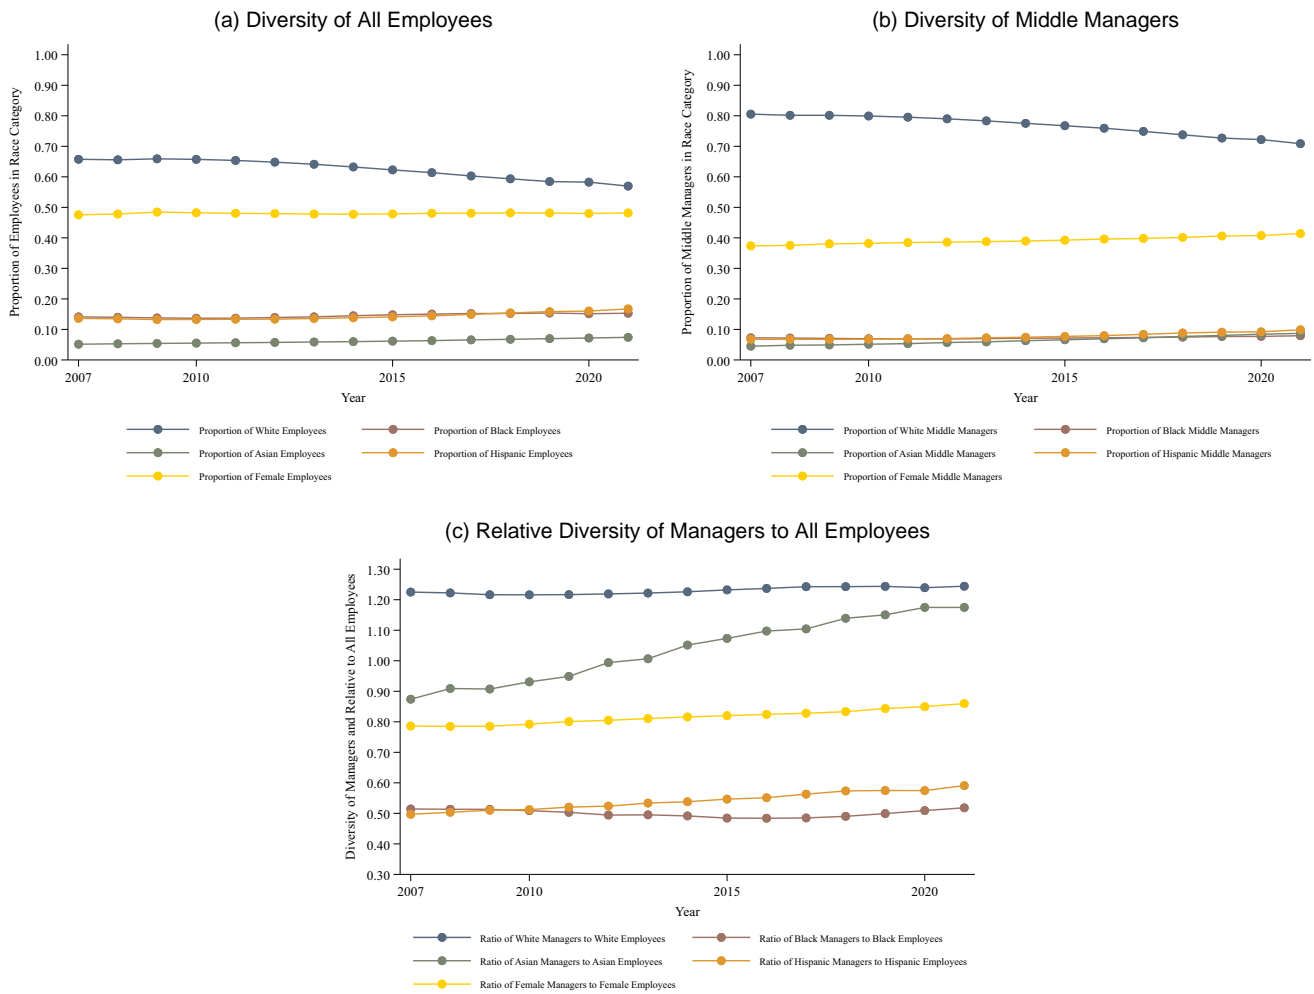 (a) Diversity of All Employees
Proportion of Employees in Race Category
1.00
0.90
0.80
0.70
0.60
0.50
0.40
0.30
0.20
0.10
0.00
2007 2010 2015 2020
Year
Proportion of White Employees Proportion of Black Employees
Proportion of Asian Employees Proportion of Hispanic Employees
Proportion of Female Employees
(b) Diversity of Middle Managers
Proportion of Middle Managers in Race Category
1.00
0.90
0.80
0.70
0.60
0.50
0.40
0.30
0.20
0.10
0.00
2007 2010 2015 2020
Year
Proportion of White Middle Managers Proportion of Black Middle Managers
Proportion of Asian Middle Managers Proportion of Hispanic Middle Managers
Proportion of Female Middle Managers
(c) Relative Diversity of Managers to All Employees
Diversity of Managers and Relative to All Employees
1.30
1.20
1.10
1.00
0.90
0.80
0.70
0.60
0.50
0.40
0.30
2007 2010 2015 2020
Year
Ratio of White Managers to White Employees Ratio of Black Managers to Black Employees
Ratio of Asian Managers to Asian Employees Ratio of Hispanic Managers to Hispanic Employees
Ratio of Female Managers to Female Employees